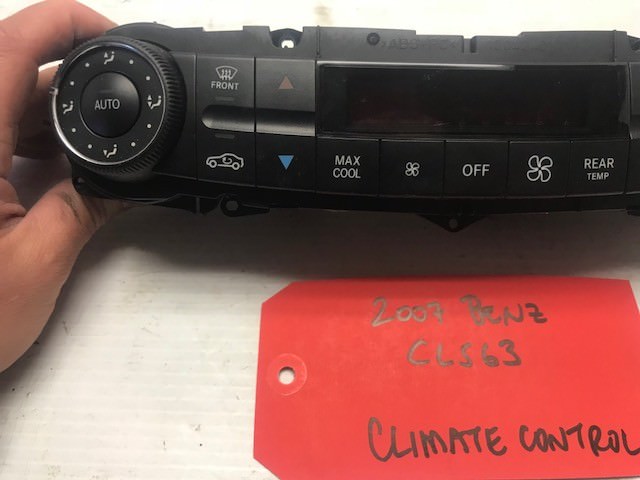 FRONT
AUTO
MAX
COOL
OFF
REAR
TEMP
2007 BENZ
CLS63
CLIMATE CONTROL